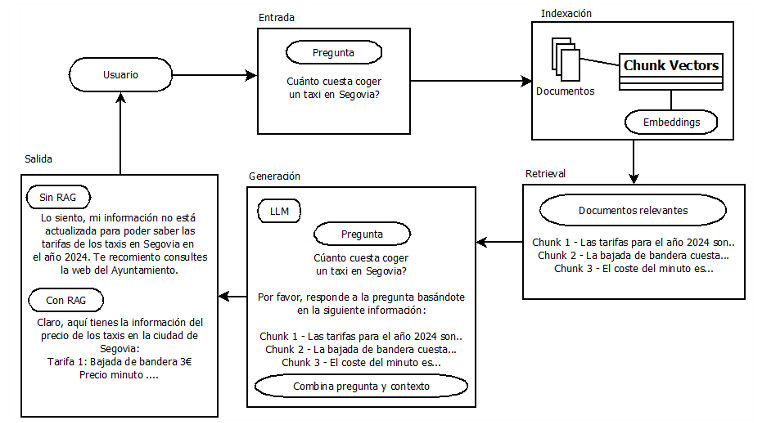 Entrada
Pregunta
Cuánto cuesta coger
un taxi en Segovia?
Usuario
Indexación
Documentos
Chunk Vectors
Embeddings
Retrieval
Documentos relevantes
Chunk 1 - Las tarifas para el año 2024 son..
Chunk 2 - La bajada de bandera cuesta...
Chunk 3 - El coste del minuto es...
Generación
LLM
Pregunta
Cúanto cuesta coger
un taxi en Segovia?
Por favor, responde a la pregunta basándote
en la siguiente información:
Chunk 1 - Las tarifas para el año 2024 son..
Chunk 2 - La bajada de bandera cuesta...
Chunk 3 - El coste del minuto es...
Combina pregunta y contexto
Salida
Sin RAG
Lo siento, mi información no está
actualizada para poder saber las
tarifas de los taxis en Segovia en
el año 2024. Te recomiento consultes
la web del Ayuntamiento.
Con RAG
Claro, aquí tienes la información del
precio de los taxis en la ciudad de
Segovia:
Tarifa 1: Bajada de bandera 3€
Precio minuto ....